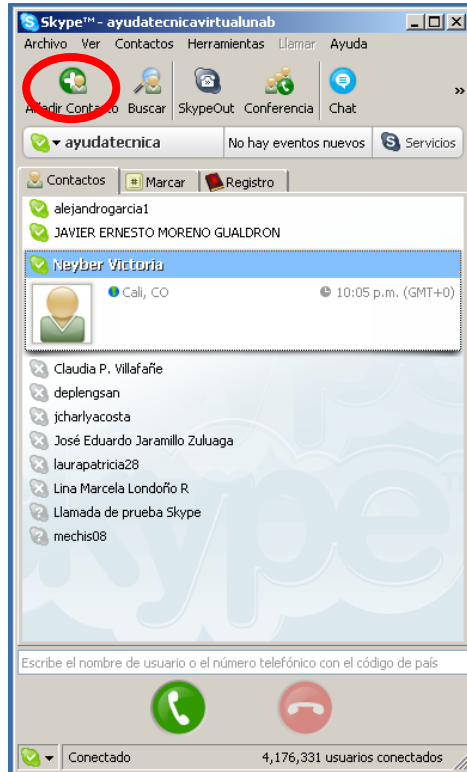 Skype™ - ayudatecnicavirtualunab
Archivo Ver Contactos Herramientas Llamar Ayuda
Añadir Contacto Buscar SkypeOut Conferencia Chat »
ayudatecnica No hay eventos nuevos Servicios
Contactos Marcar Registro
alejandrogarcia1
JAVIER ERNESTO MORENO GUALDRON
Neyber Victoria
Cali, CO 10:05 p.m. (GMT+0)
Claudia P. Villafañe
deplengsan
jcharlyacosta
José Eduardo Jaramillo Zuluaga
laurapatricia28
Lina Marcela Londoño R
Llamada de prueba Skype
mechis08
Escribe el nombre de usuario o el número telefónico con el código de país
Conectado 4,176,331 usuarios conectados